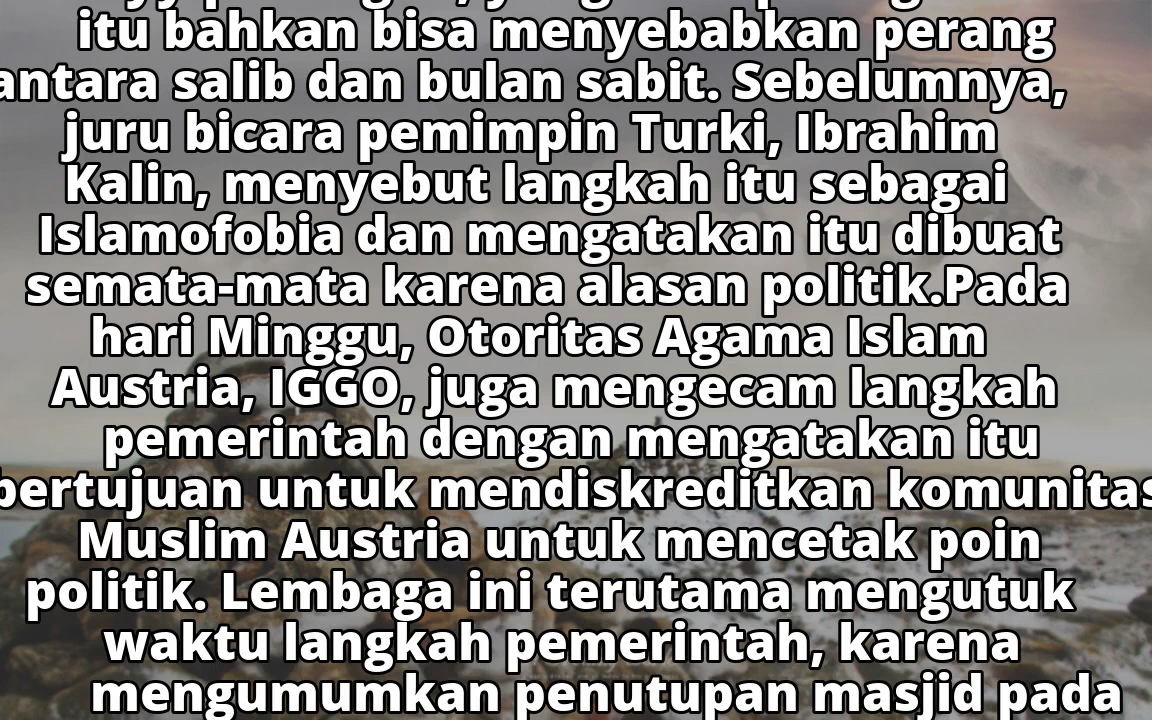 itu bahkan bisa menyebabkan perang
antara salib dan bulan sabit. Sebelumnya,
juru bicara pemimpin Turki, Ibrahim
Kalin, menyebut langkah itu sebagai
Islamofobia dan mengatakan itu dibuat
semata-mata karena alasan politik.Pada
hari Minggu, Otoritas Agama Islam
Austria, IGGO, juga mengecam langkah
pemerintah dengan mengatakan itu
bertujuan untuk mendiskreditkan komunitas
Muslim Austria untuk mencetak poin
politik. Lembaga ini terutama mengutuk
waktu langkah pemerintah, karena
mengumumkan penutupan masjid pada